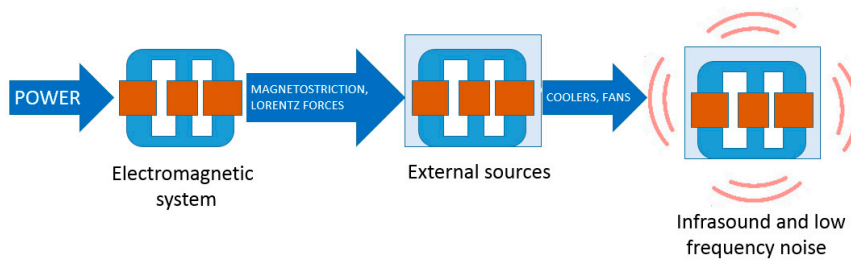 POWER
MAGNETOSTRICTION,
LORENTZ FORCES
COOLERS, FANS
Electromagnetic
system
External sources
Infrasound and low
frequency noise